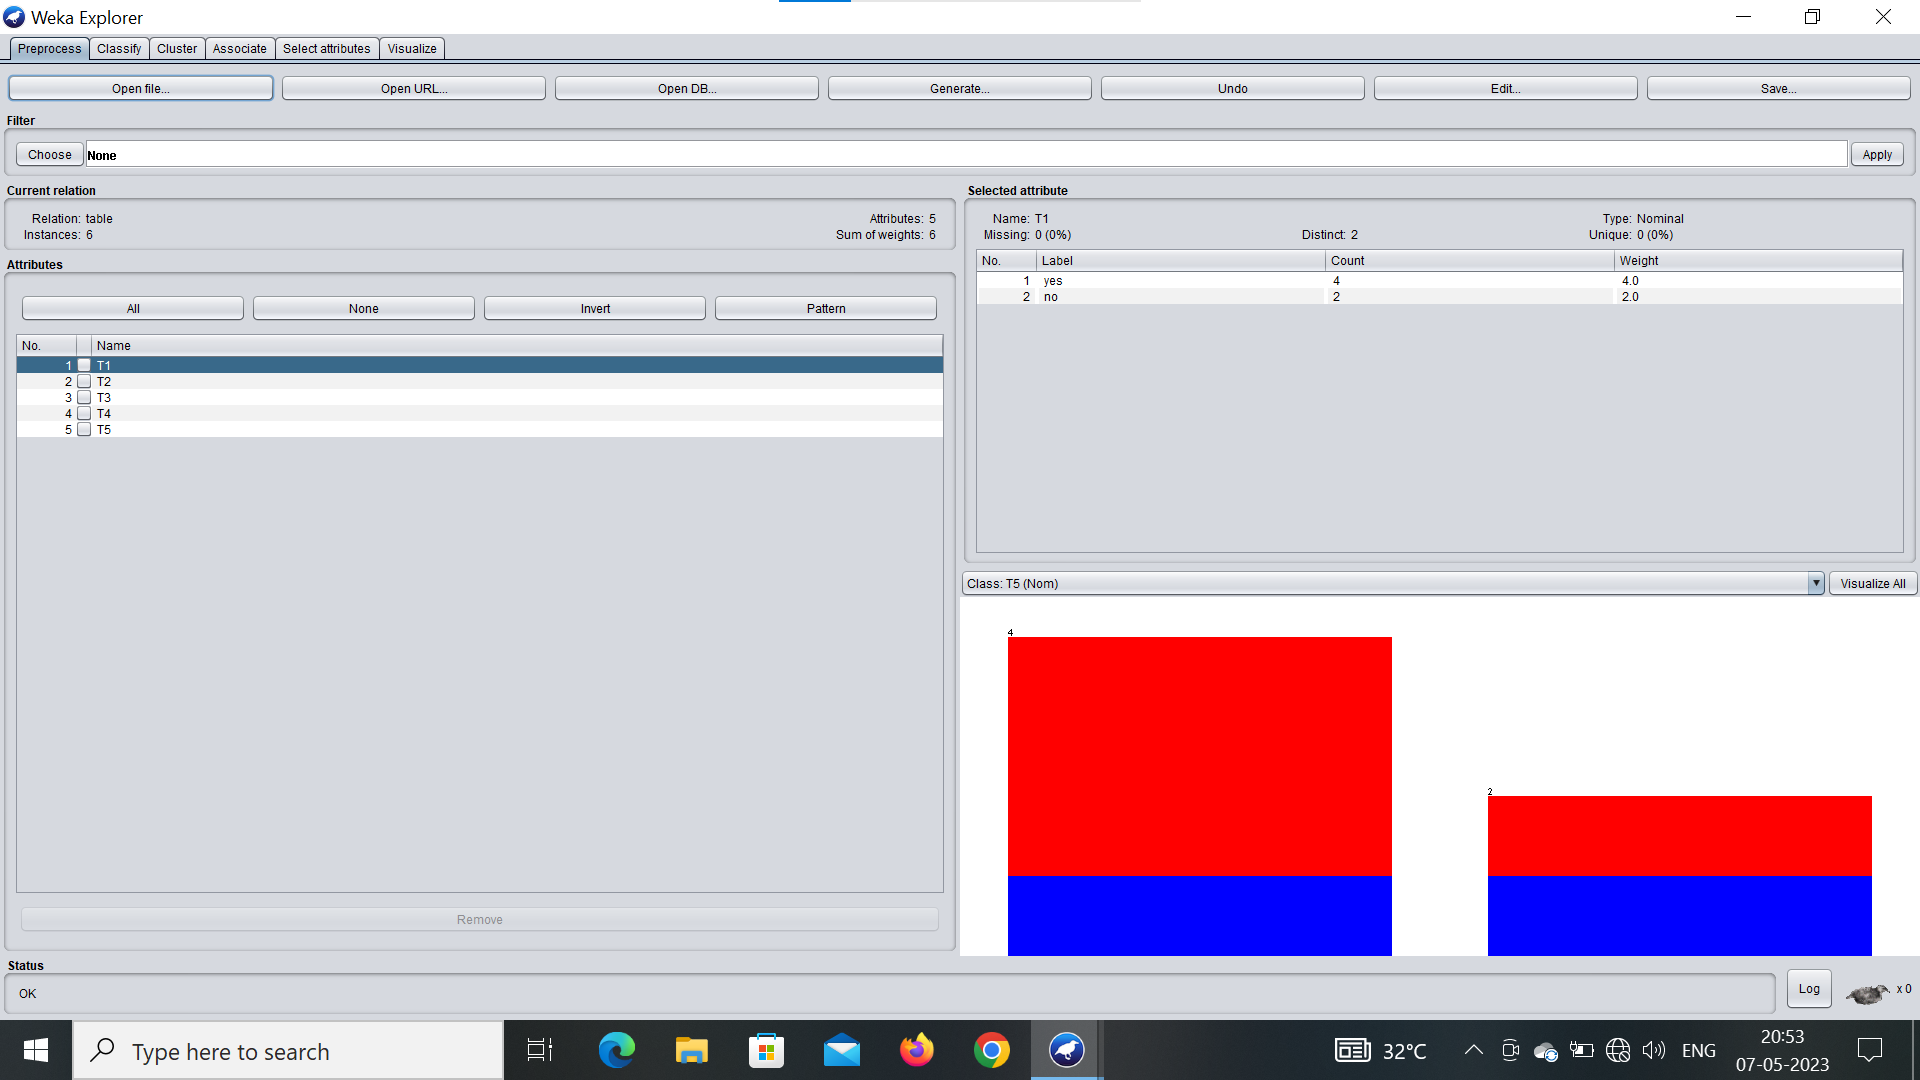 Weka Explorer
Preprocess Classify Cluster Associate Select attributes Visualize
Open file... Open URL... Open DB... Generate... Undo Edit... Save...
Filter
Choose None Apply
Current relation
Relation: table Attributes: 5
Instances: 6 Sum of weights: 6
Attributes
All None Invert Pattern
No. Name
1 T1
2 T2
3 T3
4 T4
5 T5
Remove
Selected attribute
Name: T1 Type: Nominal
Missing: 0 (0%) Distinct: 2 Unique: 0 (0%)
No. Label Count Weight
1 yes 4 4.0
2 no 2 2.0
Class: T5 (Nom) Visualize All
4
2
Status
OK
Log x 0
Type here to search
32°C
ENG
20:53
07-05-2023